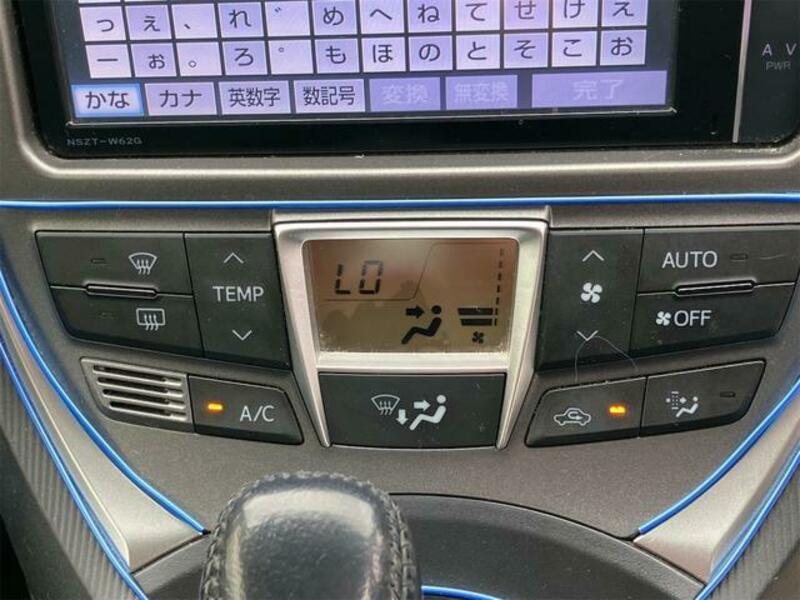 っ ぇ 、 れ ゛ め へ ね て せ け え
ー ぉ 。 ろ ゜ も ほ の と そ こ お
かな カナ 英数字 数記号 変換 無変換 完了
NSZT-W62G
A V
PWR
TEMP
LO
AUTO
OFF
A/C